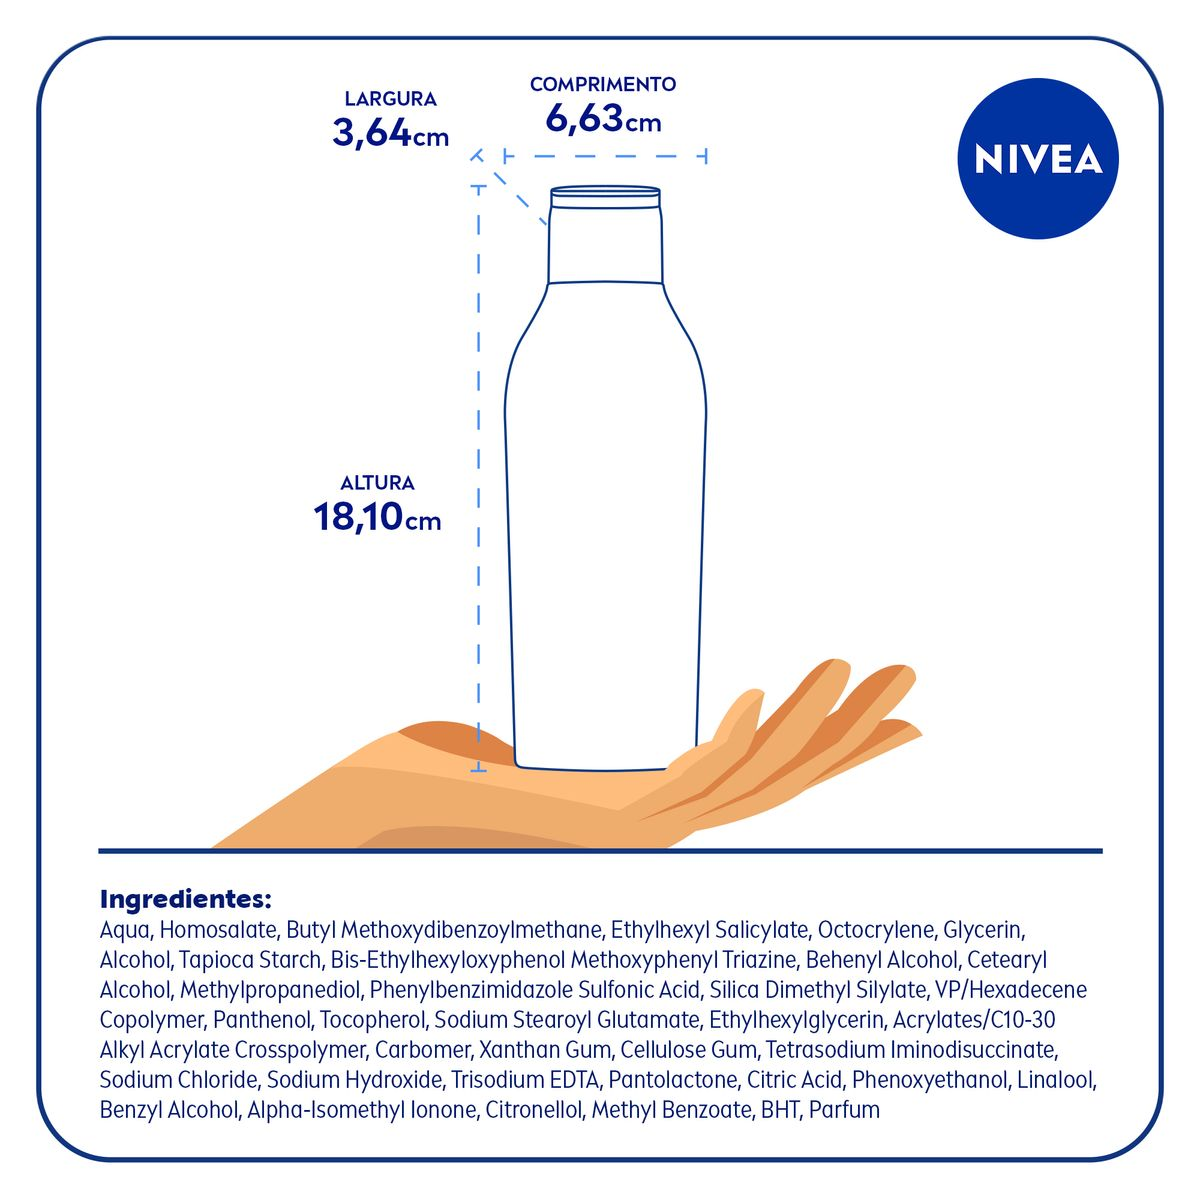 LARGURA
3,64cm
COMPRIMENTO
6,63cm
NIVEA
ALTURA
18,10cm
Ingredientes:
Aqua, Homosalate, Butyl Methoxydibenzoylmethane, Ethylhexyl Salicylate, Octocrylene, Glycerin,
Alcohol, Tapioca Starch, Bis-Ethylhexyloxyphenol Methoxyphenyl Triazine, Behenyl Alcohol, Cetearyl
Alcohol, Methylpropanediol, Phenylbenzimidazole Sulfonic Acid, Silica Dimethyl Silylate, VP/Hexadecene
Copolymer, Panthenol, Tocopherol, Sodium Stearoyl Glutamate, Ethylhexylglycerin, Acrylates/C10-30
Alkyl Acrylate Crosspolymer, Carbomer, Xanthan Gum, Cellulose Gum, Tetrasodium Iminodisuccinate,
Sodium Chloride, Sodium Hydroxide, Trisodium EDTA, Pantolactone, Citric Acid, Phenoxyethanol, Linalool,
Benzyl Alcohol, Alpha-Isomethyl Ionone, Citronellol, Methyl Benzoate, BHT, Parfum